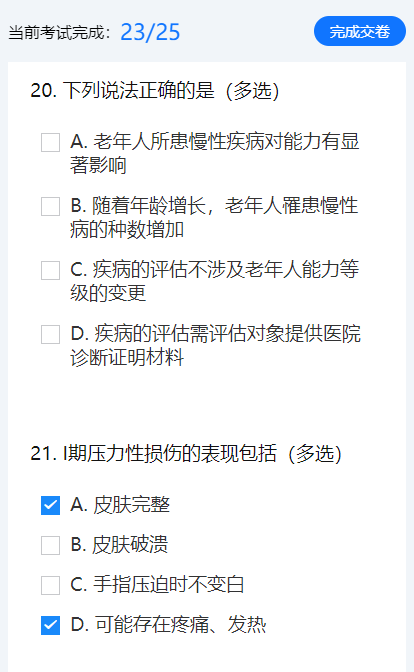 当前考试完成：23/25
完成交卷
20. 下列说法正确的是（多选）
A. 老年人所患慢性疾病对能力有显
著影响
B. 随着年龄增长，老年人罹患慢性
病的种数增加
C. 疾病的评估不涉及老年人能力等
级的变更
D. 疾病的评估需评估对象提供医院
诊断证明材料
21. I期压力性损伤的表现包括（多选）
A. 皮肤完整
B. 皮肤破溃
C. 手指压迫时不变白
D. 可能存在疼痛、发热